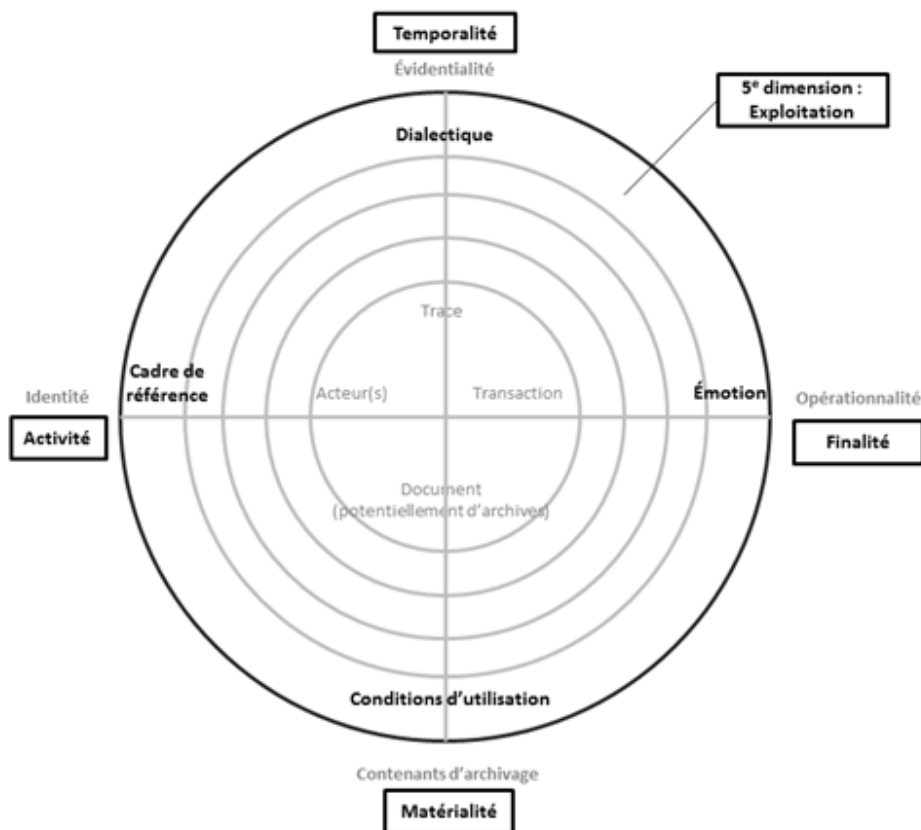 Temporalité
Évidentialité
5e dimension :
Exploitation
Dialectique
Trace
Cadre de
référence
Acteur(s)
Transaction
Émotion
Identité
Activité
Opérationnalité
Finalité
Document
(potentiellement d'archives)
Conditions d'utilisation
Contenants d'archivage
Matérialité